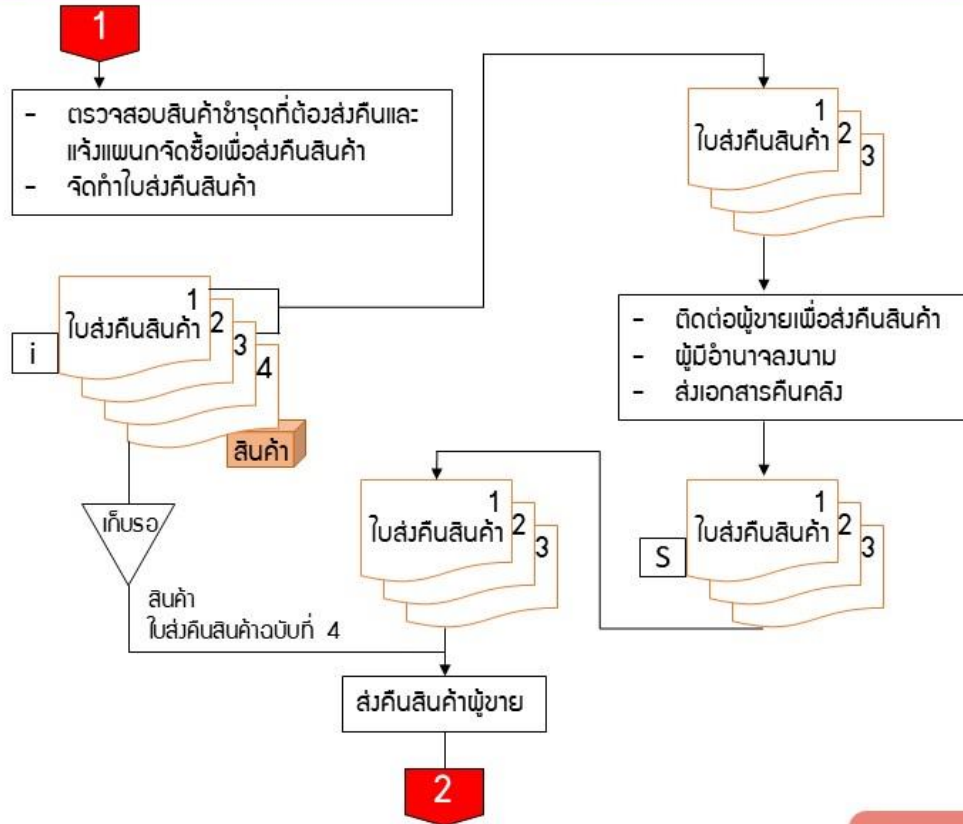 1
- ตรวจสอบสินค้าชำรุดที่ต้องส่งคืนและ
แจ้งแผนกจัดซื้อเพื่อส่งคืนสินค้า
- จัดทำใบส่งคืนสินค้า
1
ใบส่งคืนสินค้า 2
3
4
i
สินค้า
เก็บรอ
สินค้า
ใบส่งคืนสินค้าฉบับที่ 4
1
ใบส่งคืนสินค้า 2
3
- ติดต่อผู้ขายเพื่อส่งคืนสินค้า
- ผู้มีอำนาจลงนาม
- ส่งเอกสารคืนคลัง
1
ใบส่งคืนสินค้า 2
3
S
1
ใบส่งคืนสินค้า 2
3
ส่งคืนสินค้าผู้ขาย
2